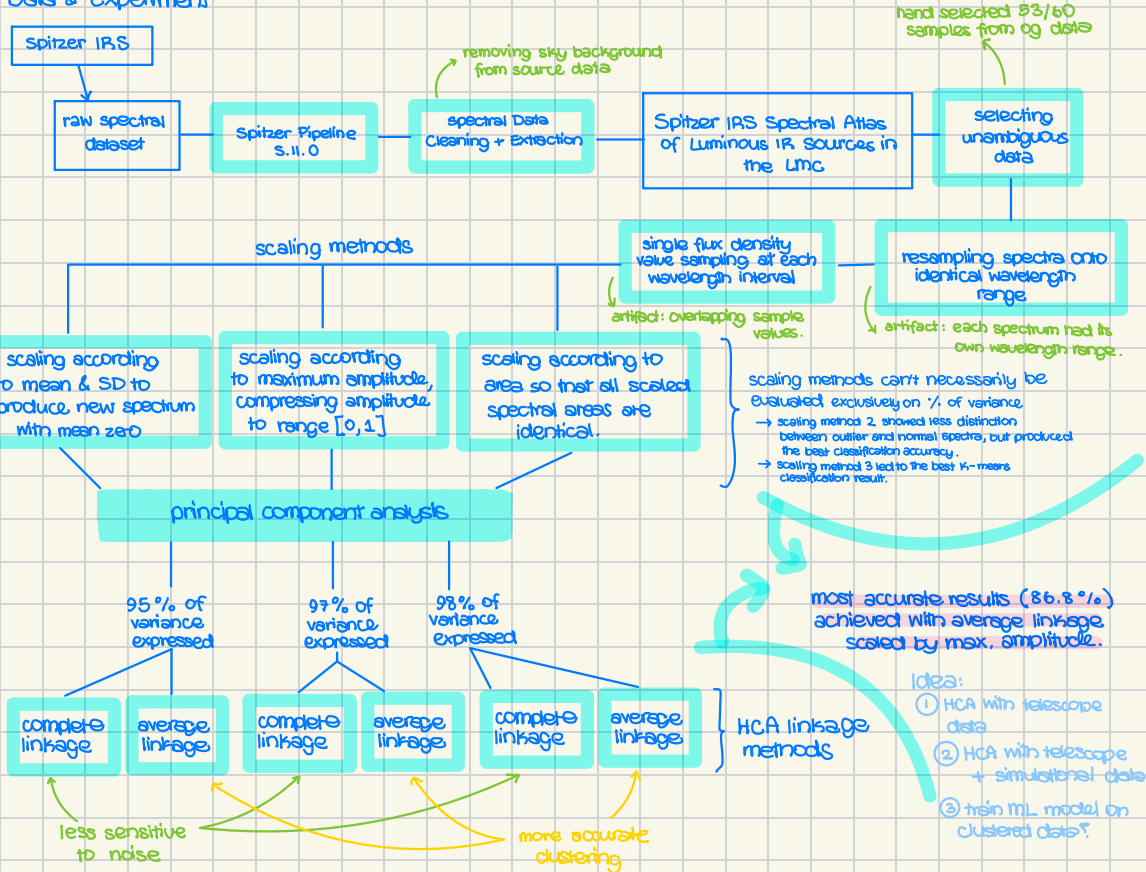 Data & Experiment
Spitzer IRS
raw spectral
dataset
Spitzer Pipeline
S.11.0
removing sky background
from source data
spectral Data
Cleaning + Extraction
Spitzer IRS Spectral Atlas
of Luminous IR Sources in
the LMC
hand selected 53/60
samples from og data
selecting
unambiguous
data
resampling spectra onto
identical wavelength
range
artifact: each spectrum had its
own wavelength range.
single flux density
value sampling at each
wavelength interval
artifact: overlapping sample
values.
scaling methods
scaling according
to mean & SD to
produce new spectrum
with mean zero
scaling according
to maximum amplitude,
compressing amplitude
to range [0,1]
scaling according to
area so that all scaled
spectral areas are
identical.
scaling methods can't necessarily be
evaluated exclusively on % of variance
→ scaling method 2 showed less distinction
between outlier and normal spectra, but produced
the best classification accuracy.
→ scaling method 3 led to the best K-means
classification result.
principal component analysis
95% of
variance
expressed
97% of
variance
expressed
98% of
variance
expressed
complete
linkage
average
linkage
complete
linkage
average
linkage
complete
linkage
average
linkage
HCA linkage
methods
less sensitive
to noise
more accurate
clustering
most accurate results (86.8%)
achieved with average linkage
scaled by max. amplitude.
Idea:
① HCA with telescope
data
② HCA with telescope
+ simulational data
③ train ML model on
clustered data?